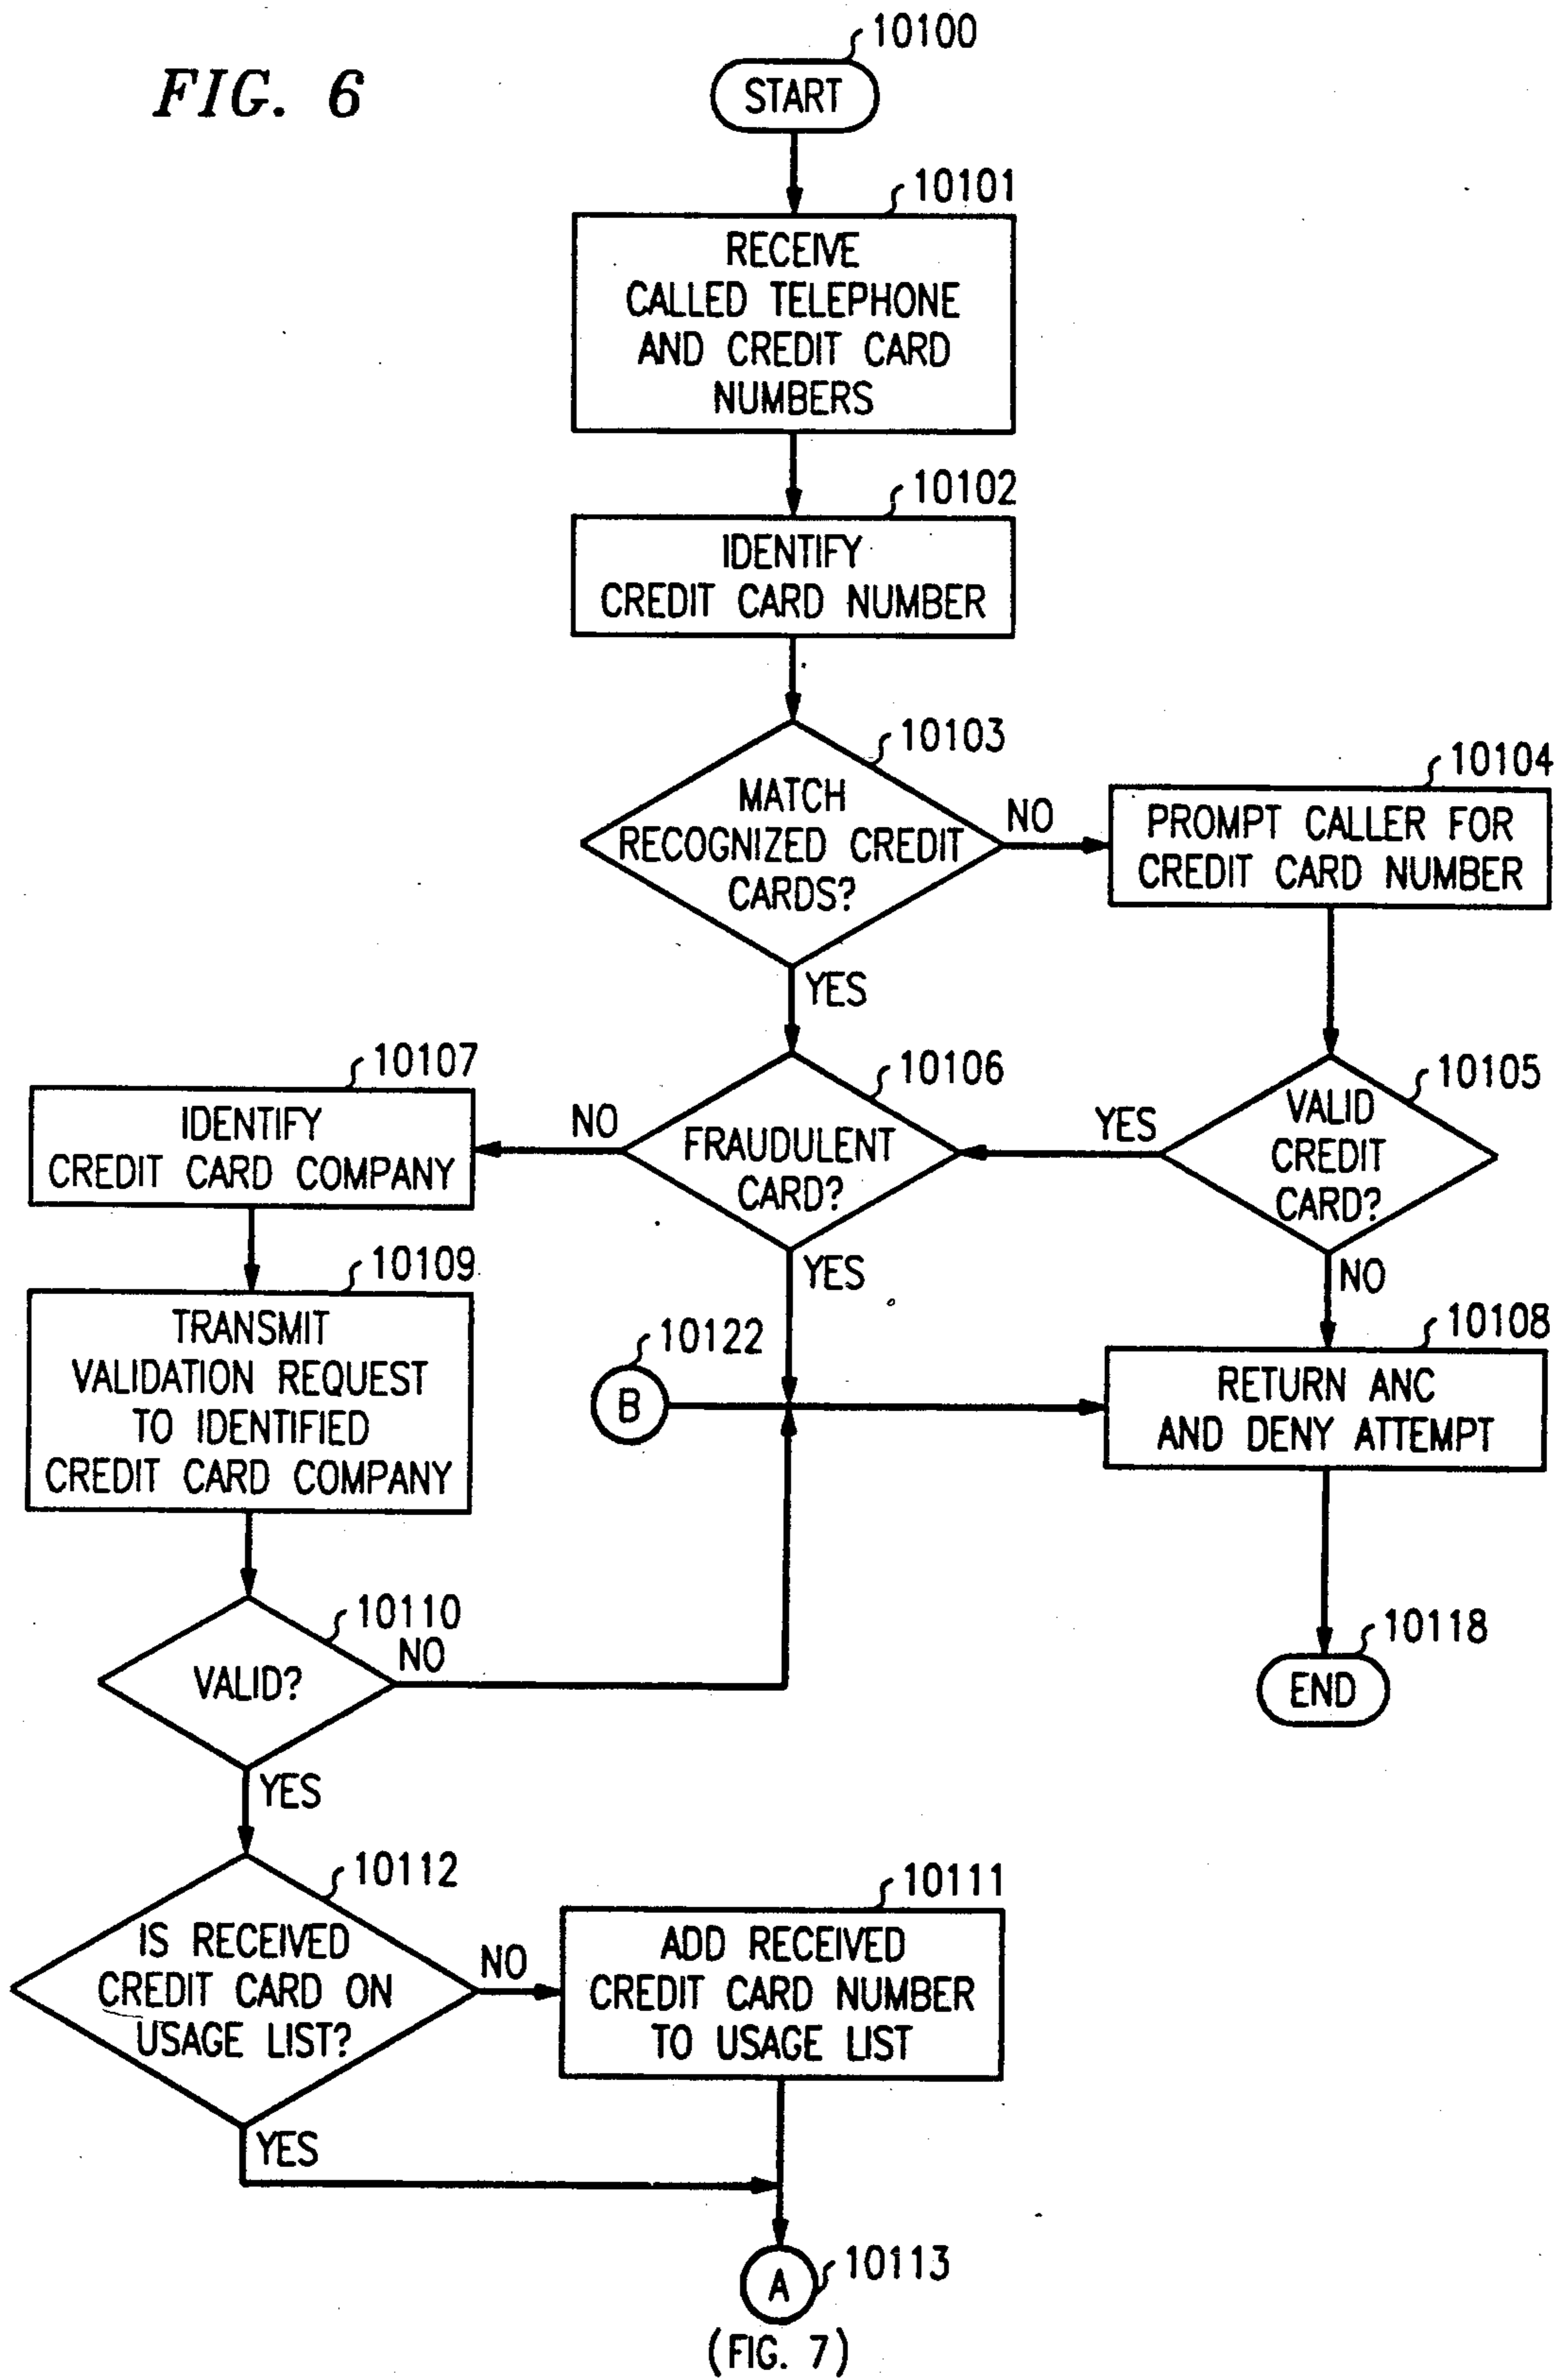 FIG. 6
10100
START
10101
RECEIVE
CALLED TELEPHONE
AND CREDIT CARD
NUMBERS
10102
IDENTIFY
CREDIT CARD NUMBER
10103
MATCH
RECOGNIZED CREDIT
CARDS?
NO
10104
PROMPT CALLER FOR
CREDIT CARD NUMBER
YES
10107
IDENTIFY
CREDIT CARD COMPANY
NO
10106
FRAUDULENT
CARD?
YES
10105
VALID
CREDIT
CARD?
YES
NO
10109
TRANSMIT
VALIDATION REQUEST
TO IDENTIFIED
CREDIT CARD COMPANY
10122
B
10108
RETURN ANC
AND DENY ATTEMPT
10110
VALID?
NO
10118
END
YES
10112
IS RECEIVED
CREDIT CARD ON
USAGE LIST?
NO
10111
ADD RECEIVED
CREDIT CARD NUMBER
TO USAGE LIST
YES
A
10113
(FIG. 7)